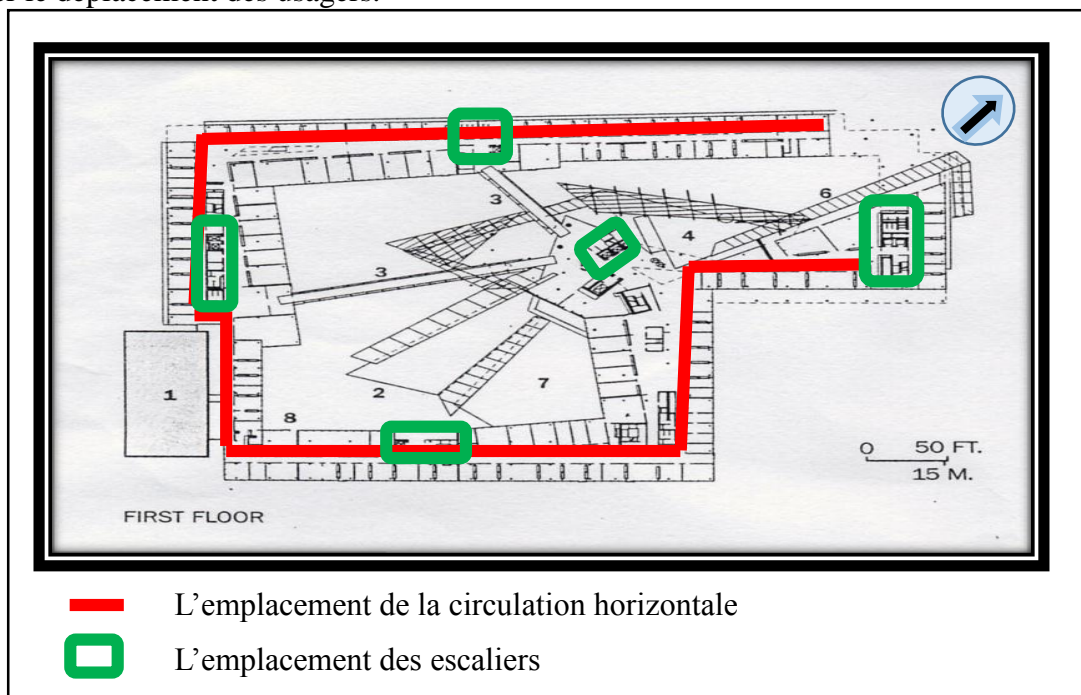 le déplacement des usagers.
6
3
4
3
1
2
7
8
0 50 FT.
15 M.
FIRST FLOOR
L’emplacement de la circulation horizontale
L’emplacement des escaliers